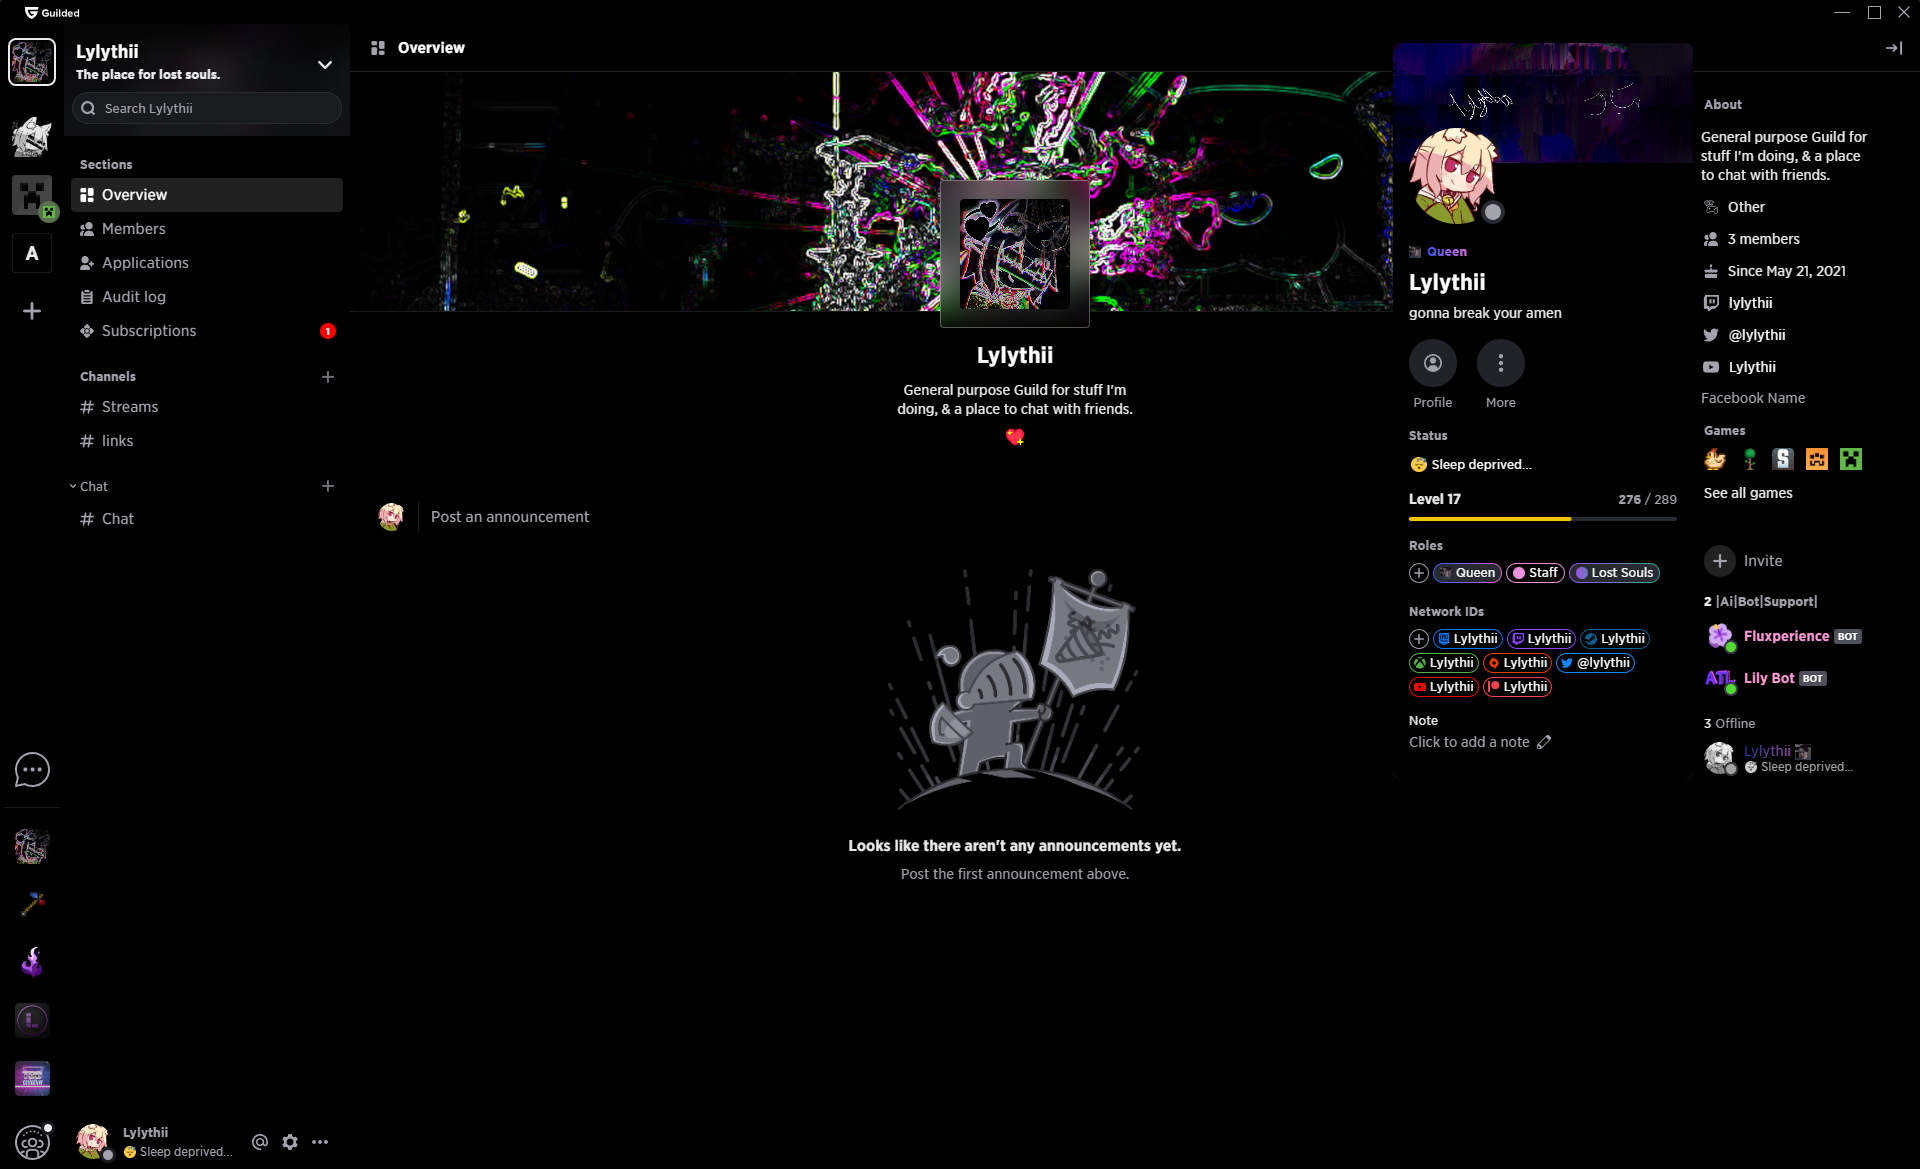 Guilded
Lylythii
The place for lost souls.
Search Lylythii
Sections
Overview
Members
Applications
Audit log
Subscriptions
1
Channels
Streams
links
Chat
Chat
A
Lylythii
Sleep deprived...
Overview
Lylythii
General purpose Guild for stuff I'm
doing, & a place to chat with friends.
Post an announcement
Looks like there aren't any announcements yet.
Post the first announcement above.
Queen
Lylythii
gonna break your amen
Profile
More
Status
Sleep deprived...
Level 17
276 / 289
Roles
Queen
Staff
Lost Souls
Network IDs
Lylythii
Lylythii
Lylythii
Lylythii
Lylythii
@lylythii
Lylythii
Lylythii
Note
Click to add a note
About
General purpose Guild for
stuff I'm doing, & a place
to chat with friends.
Other
3 members
Since May 21, 2021
lylythii
@lylythii
Lylythii
Facebook Name
Games
See all games
Invite
2 |Ai|Bot|Support|
Fluxperience BOT
Lily Bot BOT
3 Offline
Lylythii
Sleep deprived...